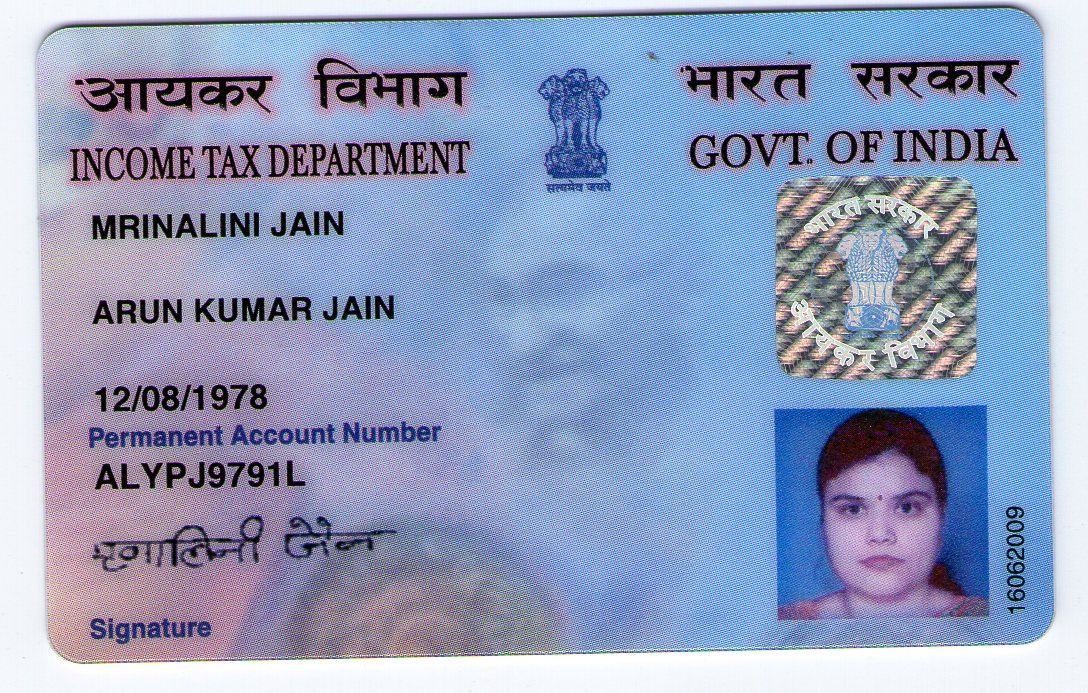 आयकर विभाग
INCOME TAX DEPARTMENT
सत्यमेव जयते
भारत सरकार
GOVT. OF INDIA
MRINALINI JAIN
ARUN KUMAR JAIN
12/08/1978
Permanent Account Number
ALYPJ9791L
मृणालिनी जैन
Signature
भारत सरकार
आयकर विभाग
16062009